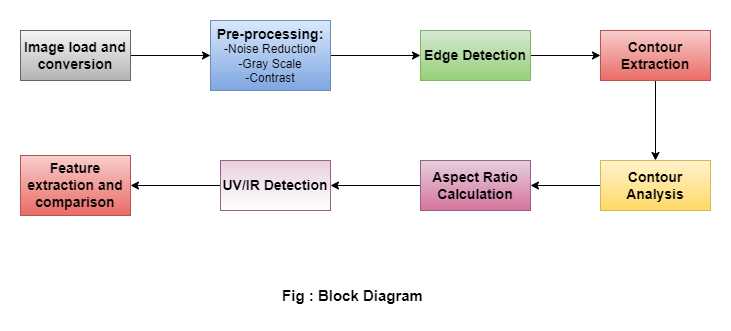 Image load and
conversion
Pre-processing:
-Noise Reduction
-Gray Scale
-Contrast
Edge Detection
Contour
Extraction
Contour
Analysis
Aspect Ratio
Calculation
UV/IR Detection
Feature
extraction and
comparison
Fig : Block Diagram